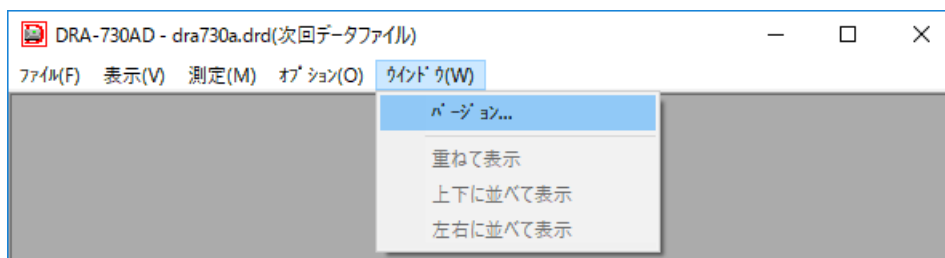 DRA-730AD - dra730a.drd(次回データファイル)
ﾌｧｲﾙ(F) 表示(V) 測定(M) ｵﾌﾟｼｮﾝ(O) ｳｲﾝﾄﾞｳ(W)
ﾊﾞｰｼﾞｮﾝ...
重ねて表示
上下に並べて表示
左右に並べて表示